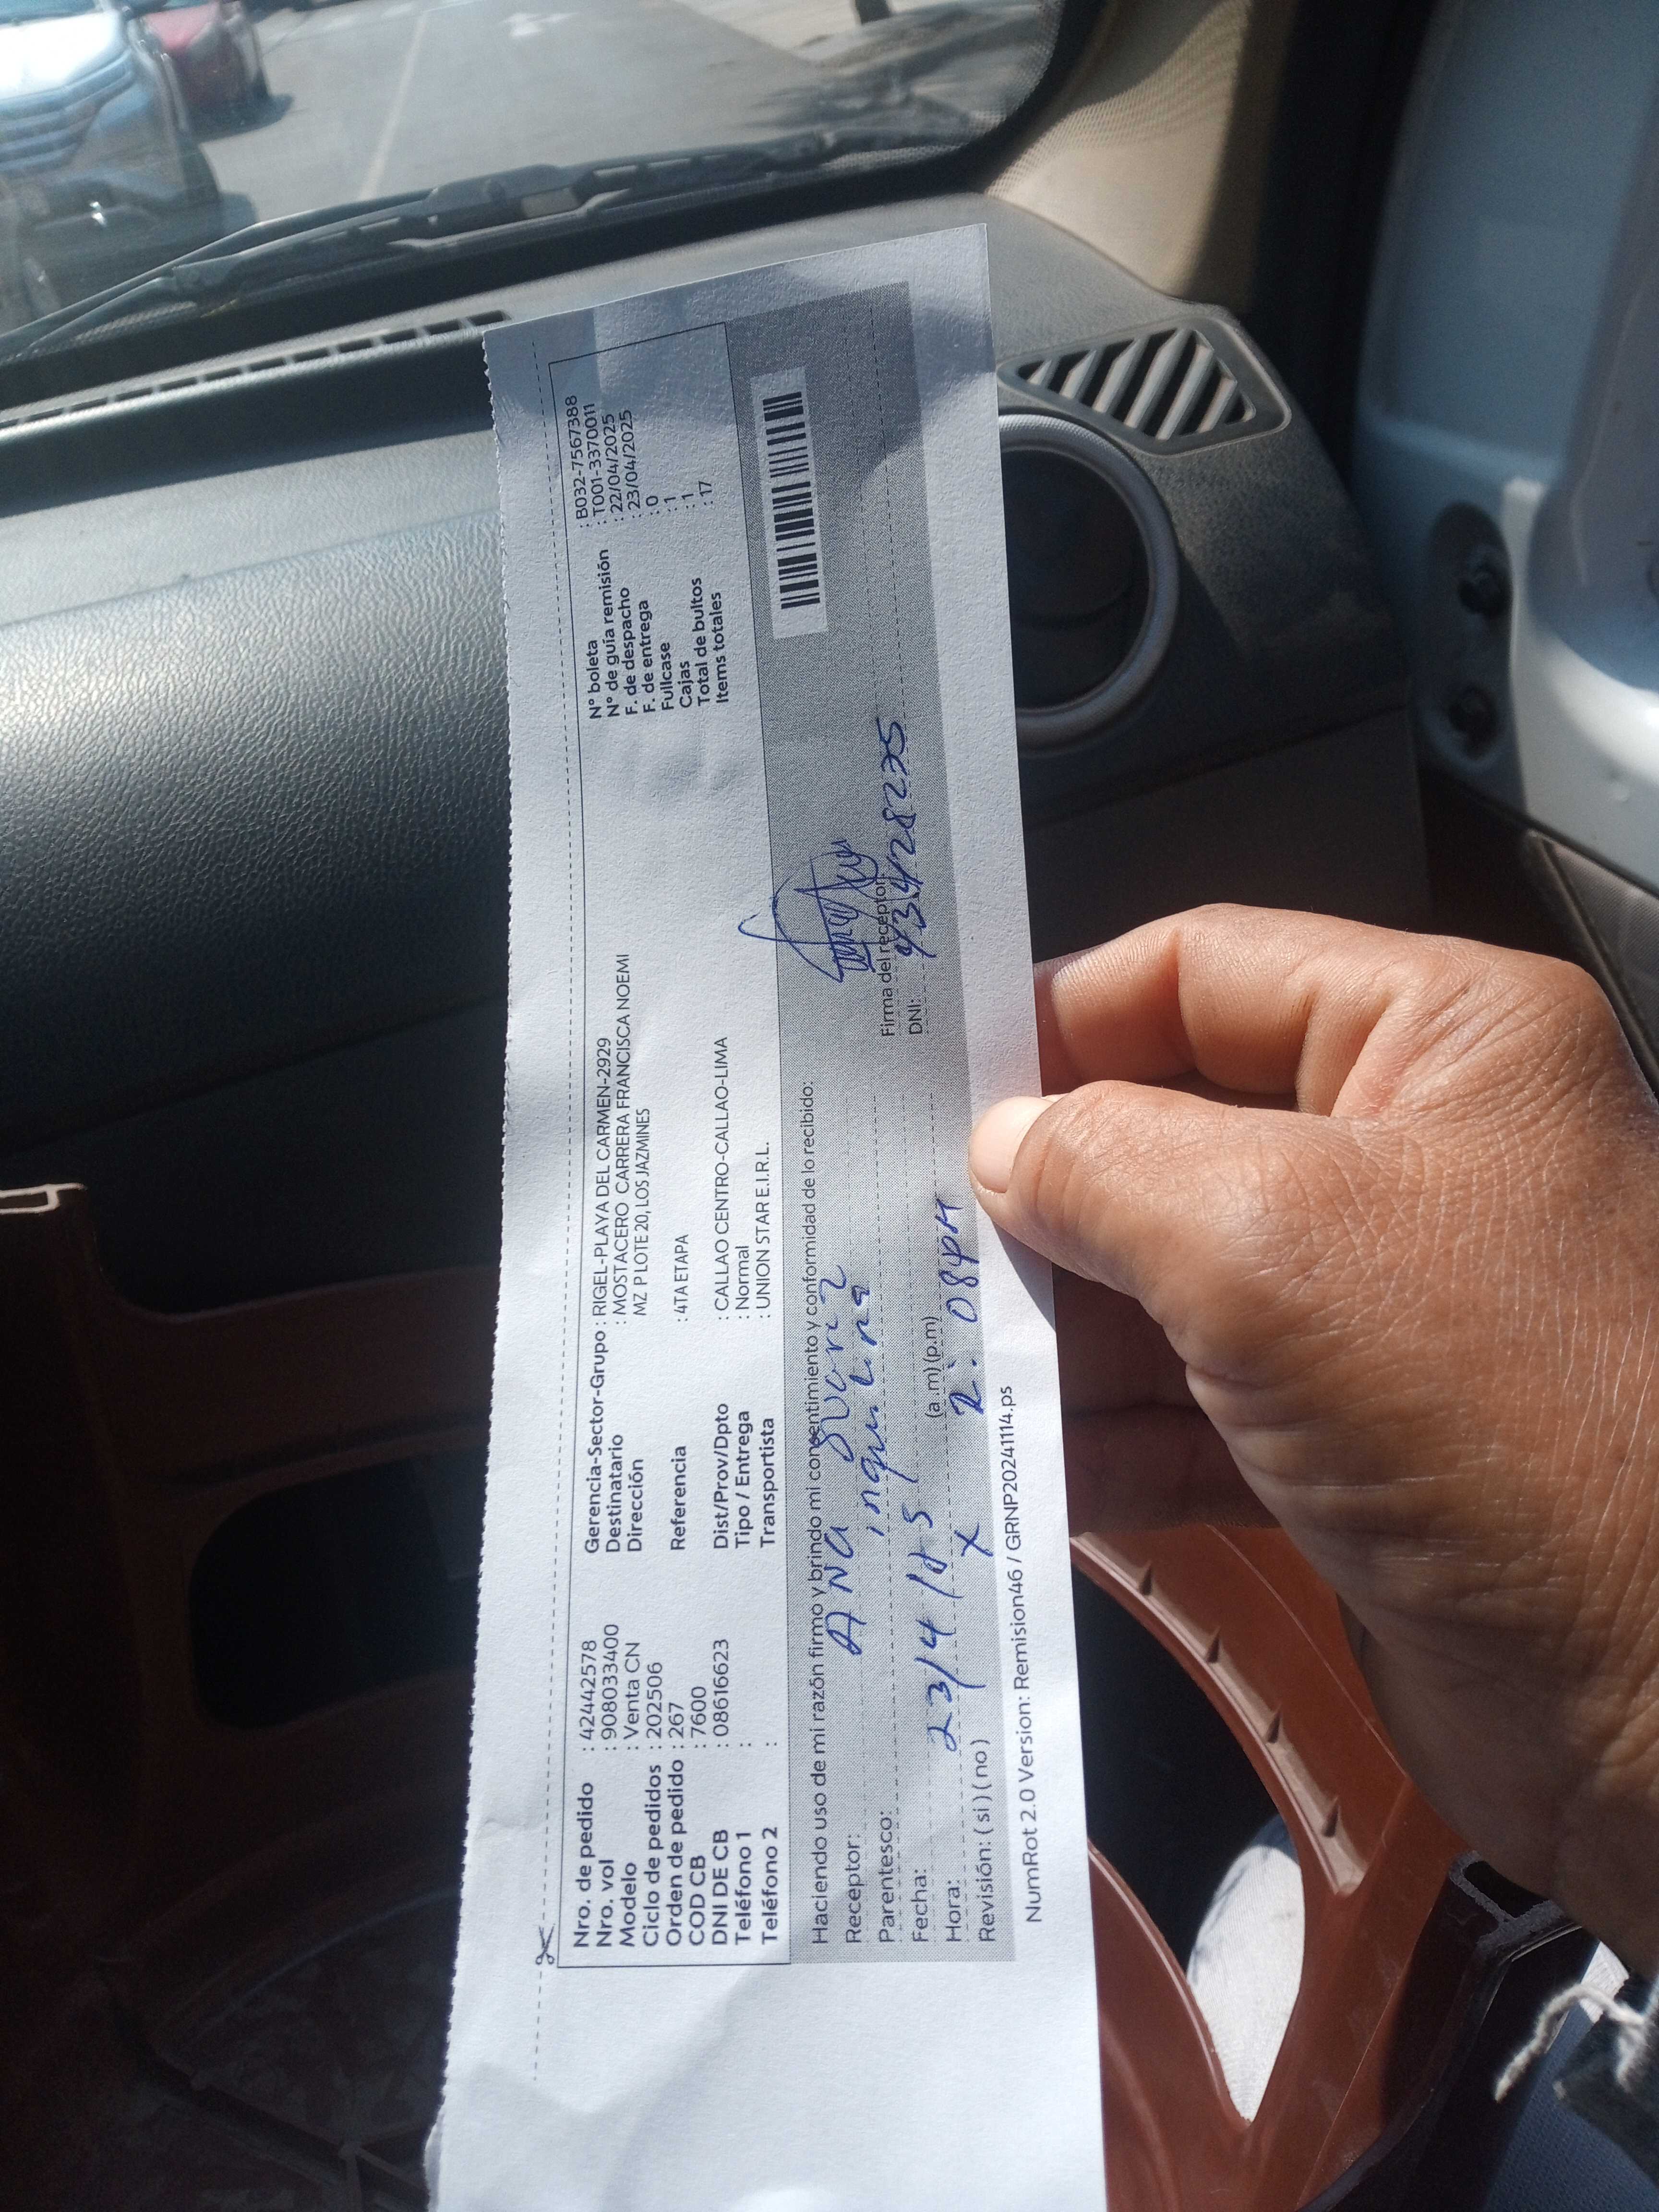 Nro. de pedido : 42442578
Nro. vol : 908033400
Modelo : Venta CN
Ciclo de pedidos : 202506
Orden de pedido : 267
COD CB : 7600
DNI DE CB : 08616623
Teléfono 1 :
Teléfono 2 :
Gerencia-Sector-Grupo : RIGEL-PLAYA DEL CARMEN-2929
Destinatario : MOSTACERO CARRERA FRANCISCA NOEMI
Dirección MZ P LOTE 20,LOS JAZMINES
Referencia : 4TA ETAPA
Dist/Prov/Dpto : CALLAO CENTRO-CALLAO-LIMA
Tipo / Entrega : Normal
Transportista : UNION STAR E.I.R.L.
N° boleta : B032-7567388
N° de guía remisión : T001-3370011
F. de despacho : 22/04/2025
F. de entrega : 23/04/2025
Fullcase : 0
Cajas : 1
Total de bultos : 1
Items totales : 17
Haciendo uso de mi razón firmo y brindo mi consentimiento y conformidad de lo recibido:
Receptor: ANA
Parentesco: inquilina
Fecha: 23/4/
Hora: (a.m) (p.m) 2:08PM
Revisión: ( si ) ( no ) X
Firma del receptor
DNI:
NumRot 2.0 Version: Remision46 / GRNP20241114.ps